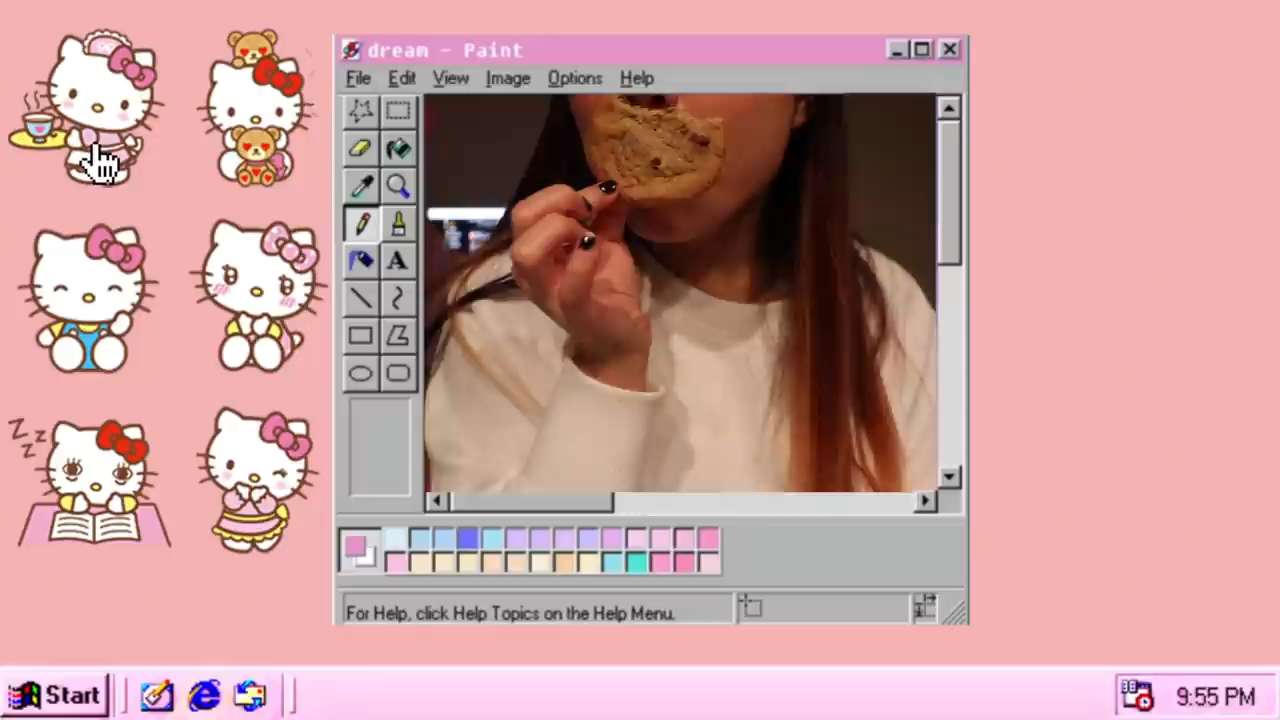 dream - Paint
File Edit View Image Options Help
A
Z Z Z
For Help, click Help Topics on the Help Menu.
Start
9:55 PM